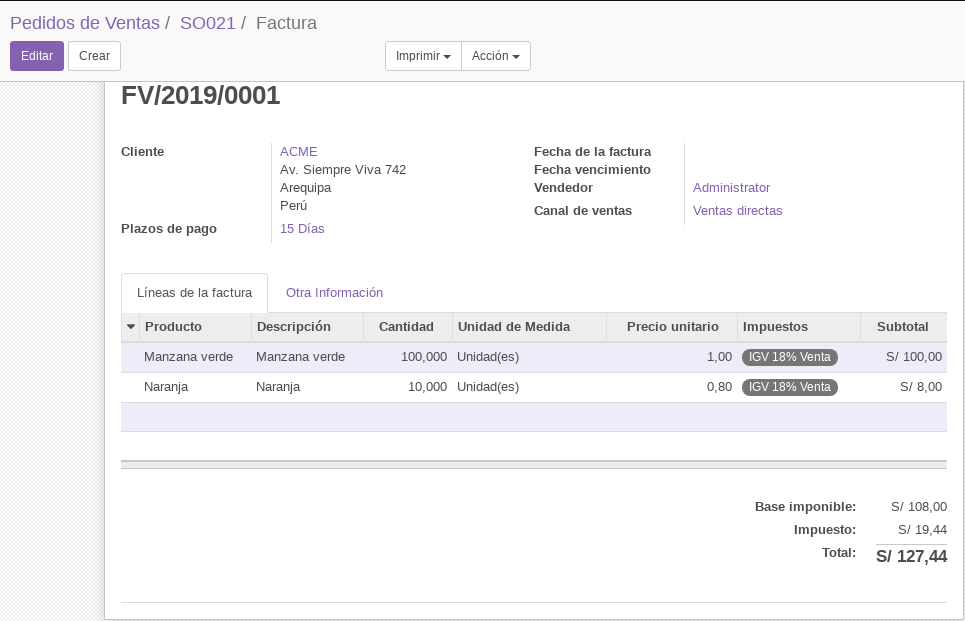 Pedidos de Ventas / SO021 / Factura
Editar Crear Imprimir Acción
FV/2019/0001
Cliente ACME
Av. Siempre Viva 742
Arequipa
Perú
Plazos de pago 15 Días
Fecha de la factura
Fecha vencimiento
Vendedor Administrator
Canal de ventas Ventas directas
Líneas de la factura Otra Información
Producto Descripción Cantidad Unidad de Medida Precio unitario Impuestos Subtotal
Manzana verde Manzana verde 100,000 Unidad(es) 1,00 IGV 18% Venta S/ 100,00
Naranja Naranja 10,000 Unidad(es) 0,80 IGV 18% Venta S/ 8,00
Base imponible: S/ 108,00
Impuesto: S/ 19,44
Total: S/ 127,44